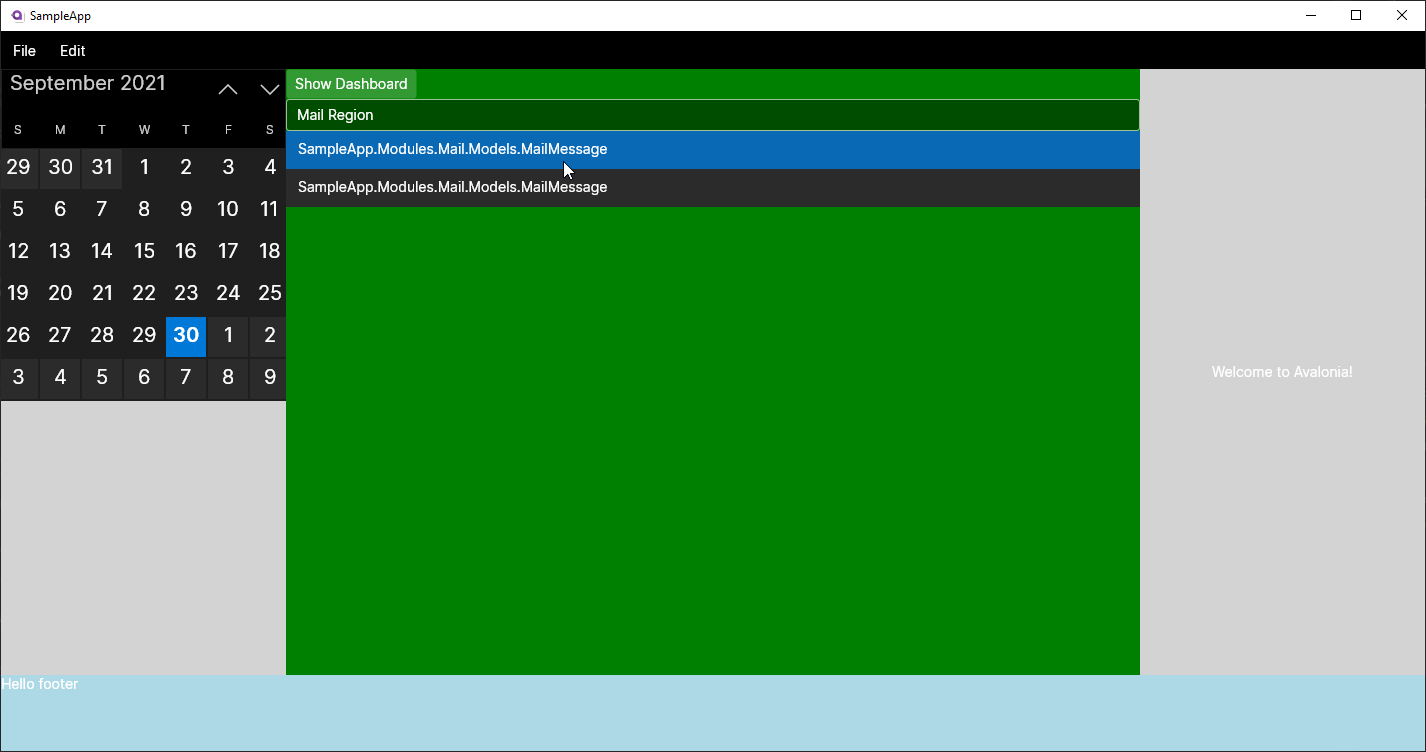 SampleApp
File Edit
September 2021
S M T W T F S
29 30 31 1 2 3 4
5 6 7 8 9 10 11
12 13 14 15 16 17 18
19 20 21 22 23 24 25
26 27 28 29 30 1 2
3 4 5 6 7 8 9
Show Dashboard
Mail Region
SampleApp.Modules.Mail.Models.MailMessage
SampleApp.Modules.Mail.Models.MailMessage
Welcome to Avalonia!
Hello footer